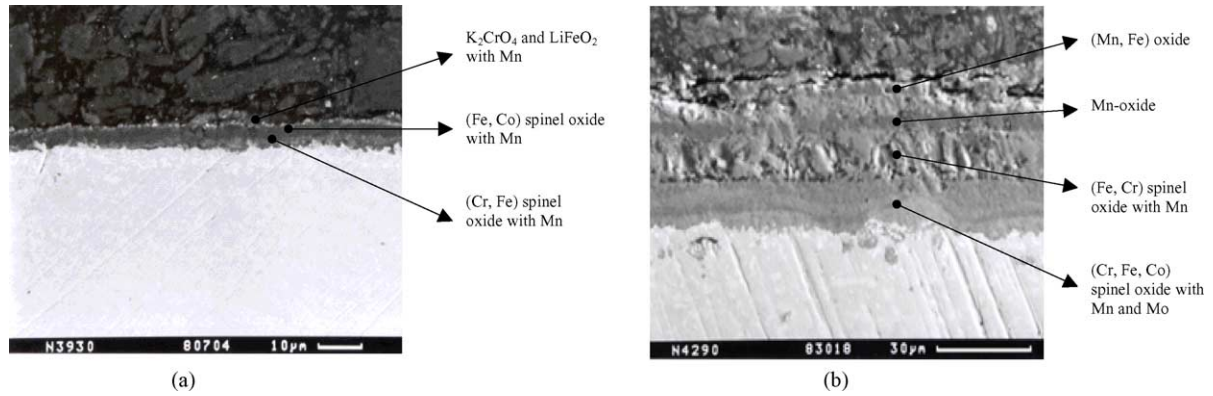 K2CrO4 and LiFeO2
with Mn
(Fe, Co) spinel oxide
with Mn
(Cr, Fe) spinel
oxide with Mn
N3930 80704 10μm
(a)
(Mn, Fe) oxide
Mn-oxide
(Fe, Cr) spinel
oxide with Mn
(Cr, Fe, Co)
spinel oxide with
Mn and Mo
N4290 83018 30μm
(b)